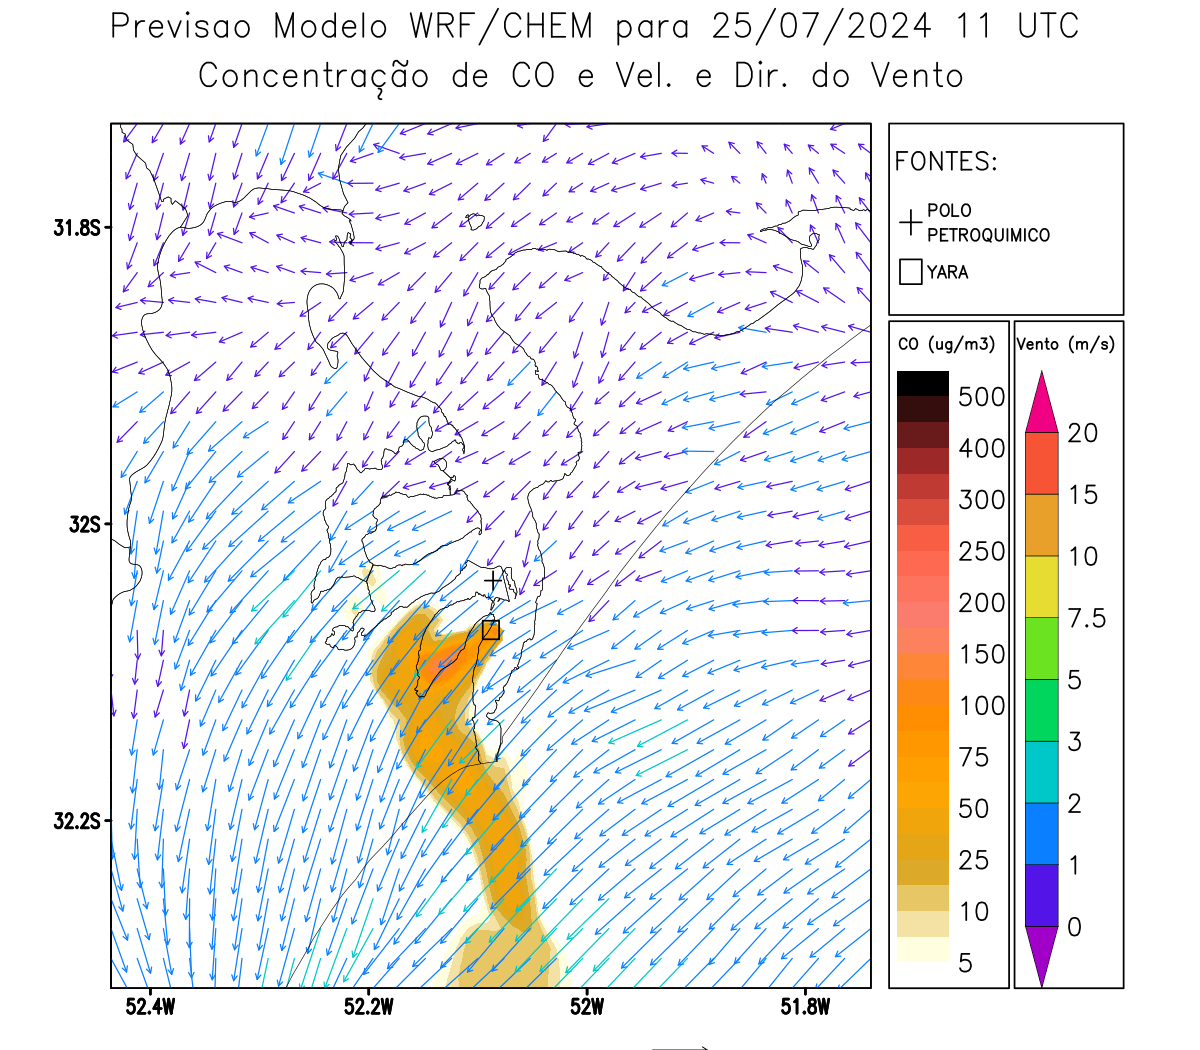 Previsao Modelo WRF/CHEM para 25/07/2024 11 UTC
Concentração de CO e Vel. e Dir. do Vento
FONTES:
POLO
PETROQUIMICO
YARA
CO (ug/m3)
500
400
300
250
200
150
100
75
50
25
10
5
Vento (m/s)
20
15
10
7.5
5
3
2
1
0
31.8S
32S
32.2S
52.4W
52.2W
52W
51.8W